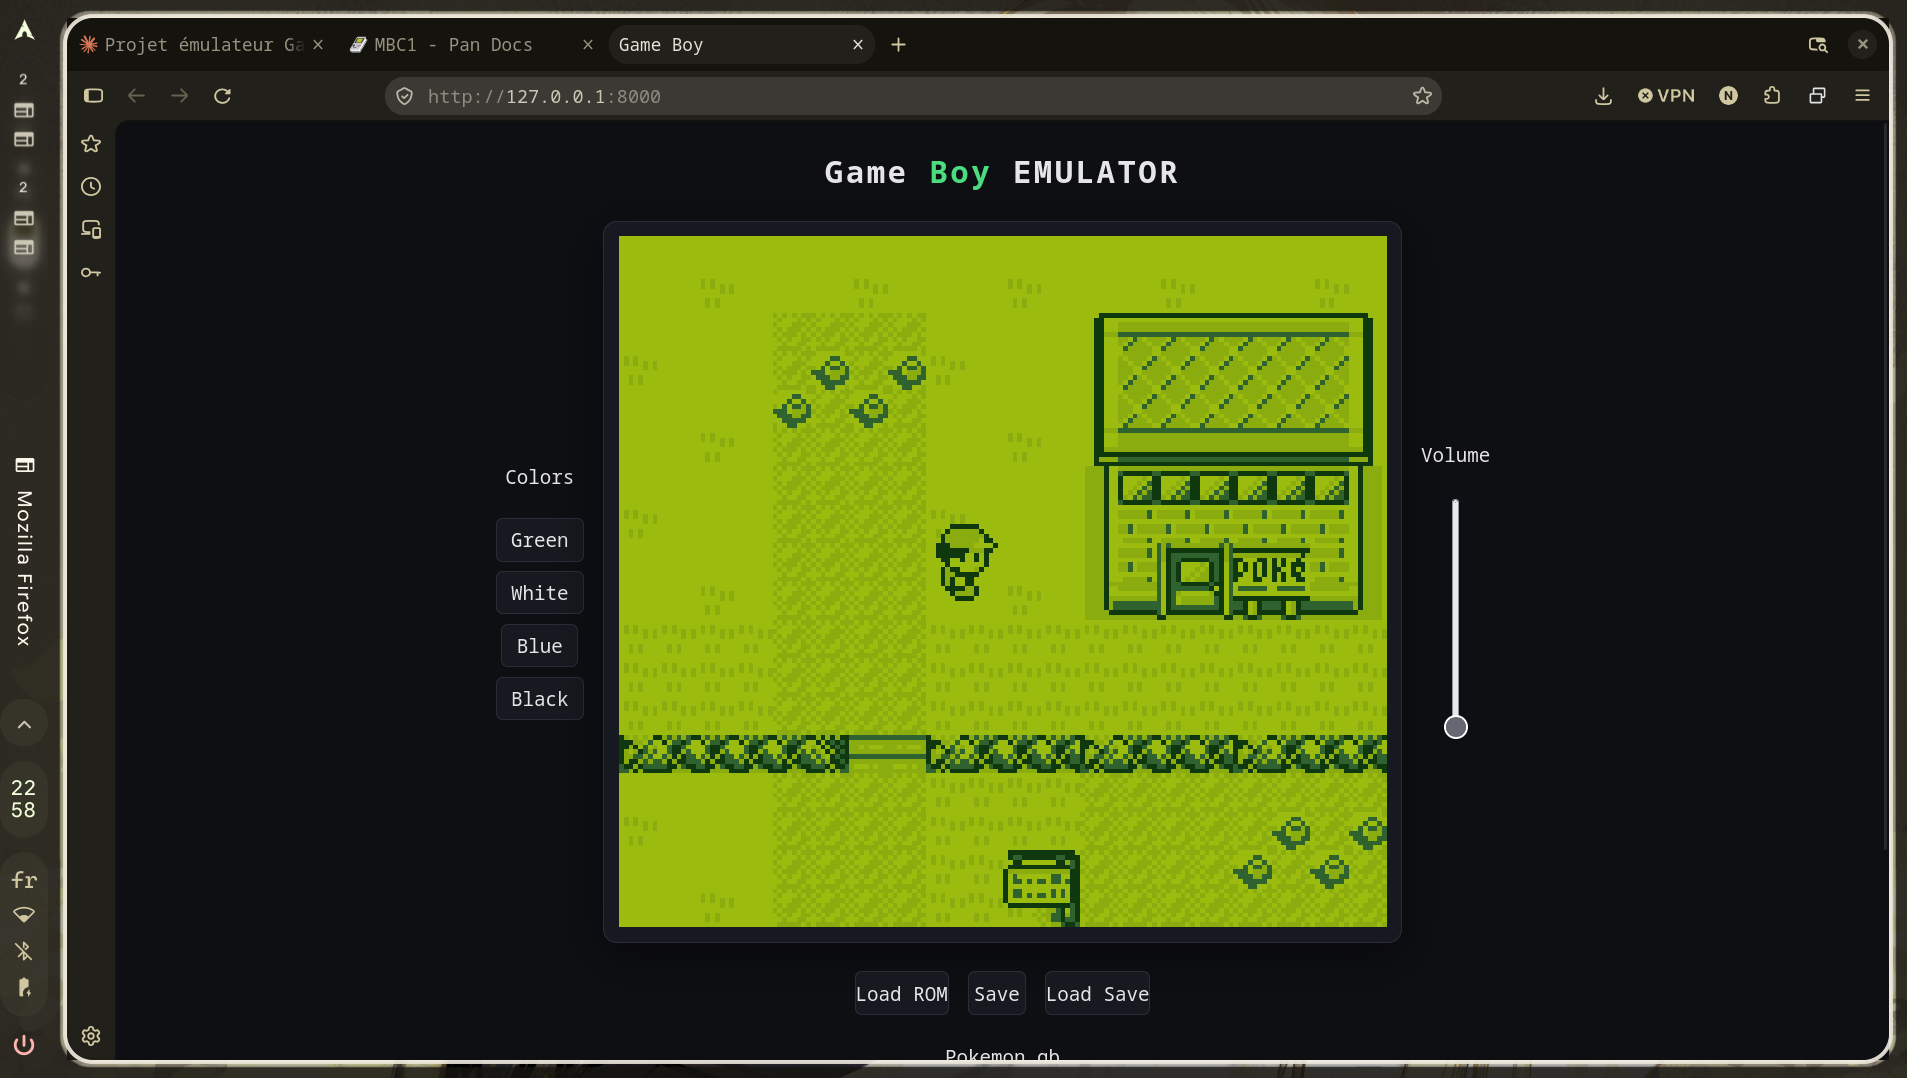 Projet émulateur Ga
MBC1 - Pan Docs
Game Boy
http://127.0.0.1:8000
VPN
N
2
2
Mozilla Firefox
22
58
fr
Game Boy EMULATOR
Colors
Green
White
Blue
Black
POKé
Volume
Load ROM
Save
Load Save
Pokemon.gb